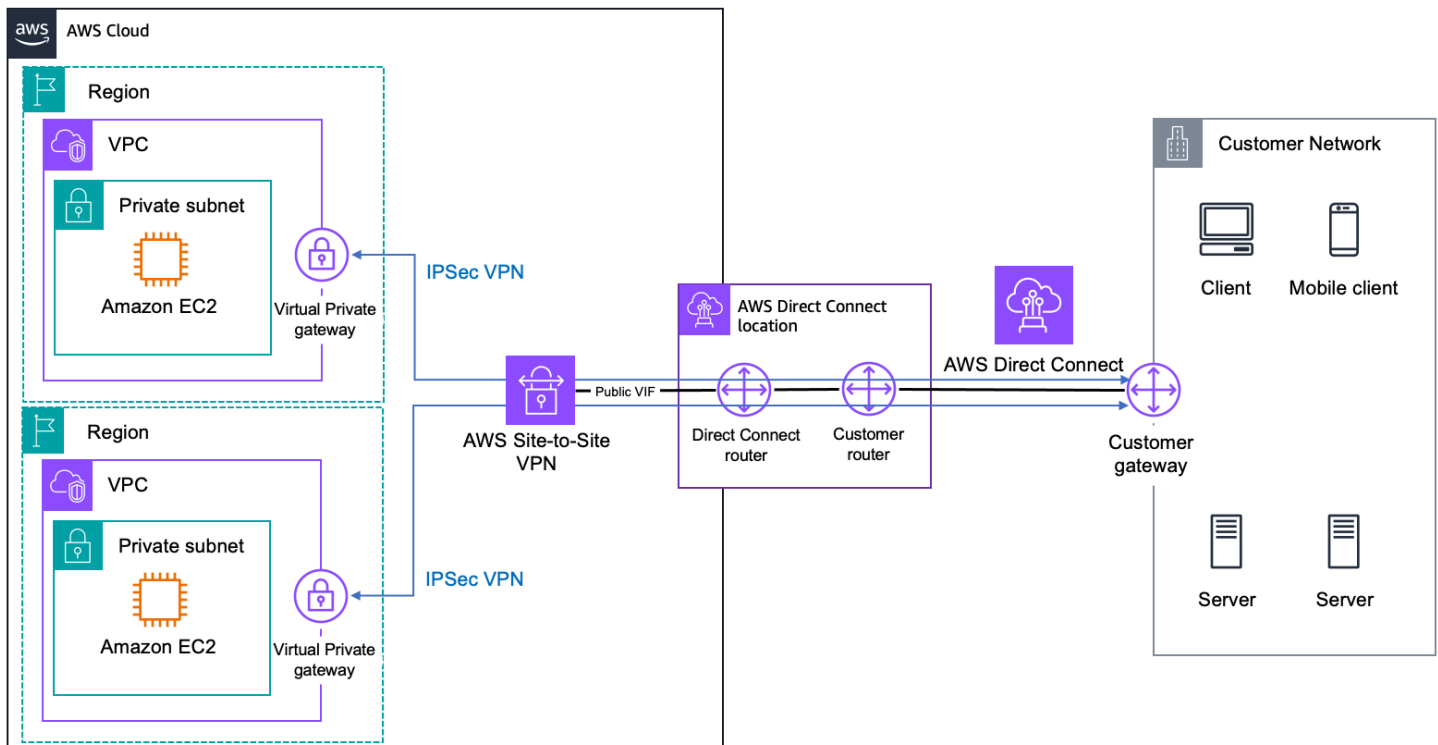 aws
AWS Cloud
Region
VPC
Private subnet
Amazon EC2
Virtual Private
gateway
IPSec VPN
Region
VPC
Private subnet
Amazon EC2
Virtual Private
gateway
IPSec VPN
AWS Site-to-Site
VPN
Public VIF
AWS Direct Connect
location
Direct Connect
router
Customer
router
AWS Direct Connect
Customer
gateway
Customer Network
Client
Mobile client
Server
Server